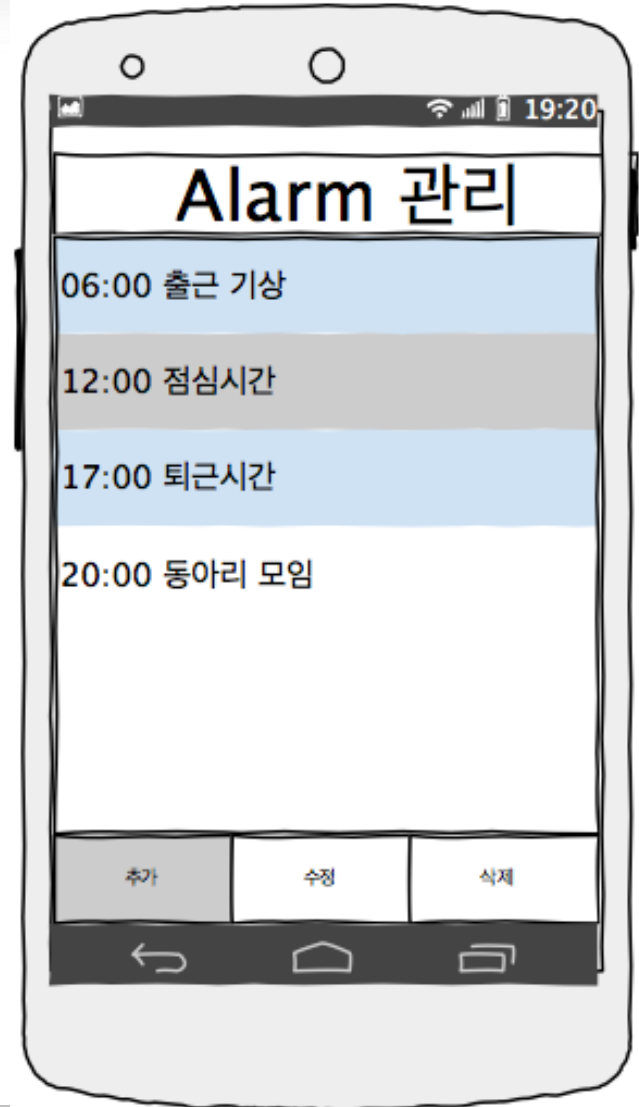 19:20
Alarm 관리
06:00 출근 기상
12:00 점심시간
17:00 퇴근시간
20:00 동아리 모임
추가 수정 삭제